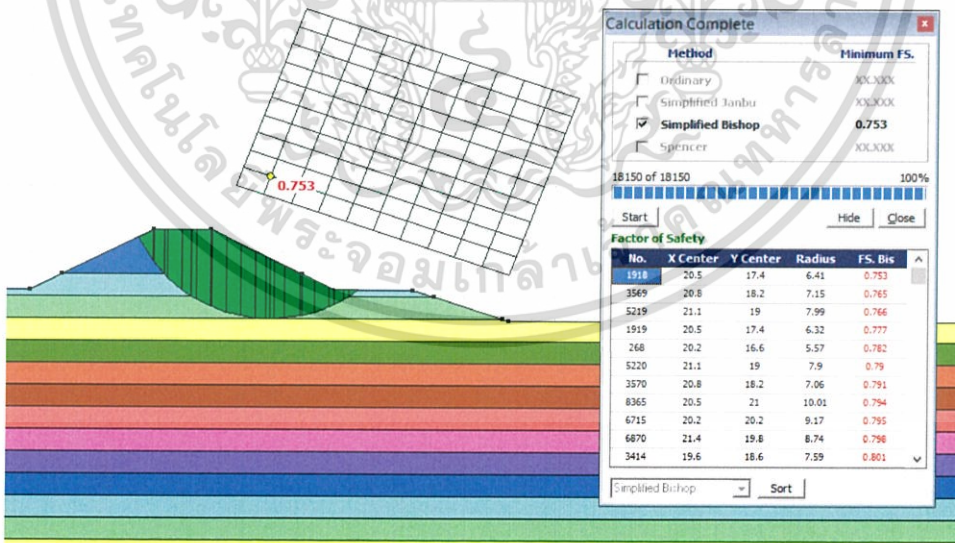 Calculation Complete
Method Minimum FS.
Ordinary XX.XXX
Simplified Janbu XX.XXX
Simplified Bishop 0.753
Spencer XX.XXX
18150 of 18150 100%
Start Hide Close
Factor of Safety
No. X Center Y Center Radius FS. Bis
1918 20.5 17.4 6.41 0.753
3569 20.8 18.2 7.15 0.765
5219 21.1 19 7.99 0.766
1919 20.5 17.4 6.32 0.777
268 20.2 16.6 5.57 0.782
5220 21.1 19 7.9 0.79
3570 20.8 18.2 7.06 0.791
8365 20.5 21 10.01 0.794
6715 20.2 20.2 9.17 0.795
6870 21.4 19.8 8.74 0.798
3414 19.6 18.6 7.59 0.801
Simplified Bishop Sort
0.753